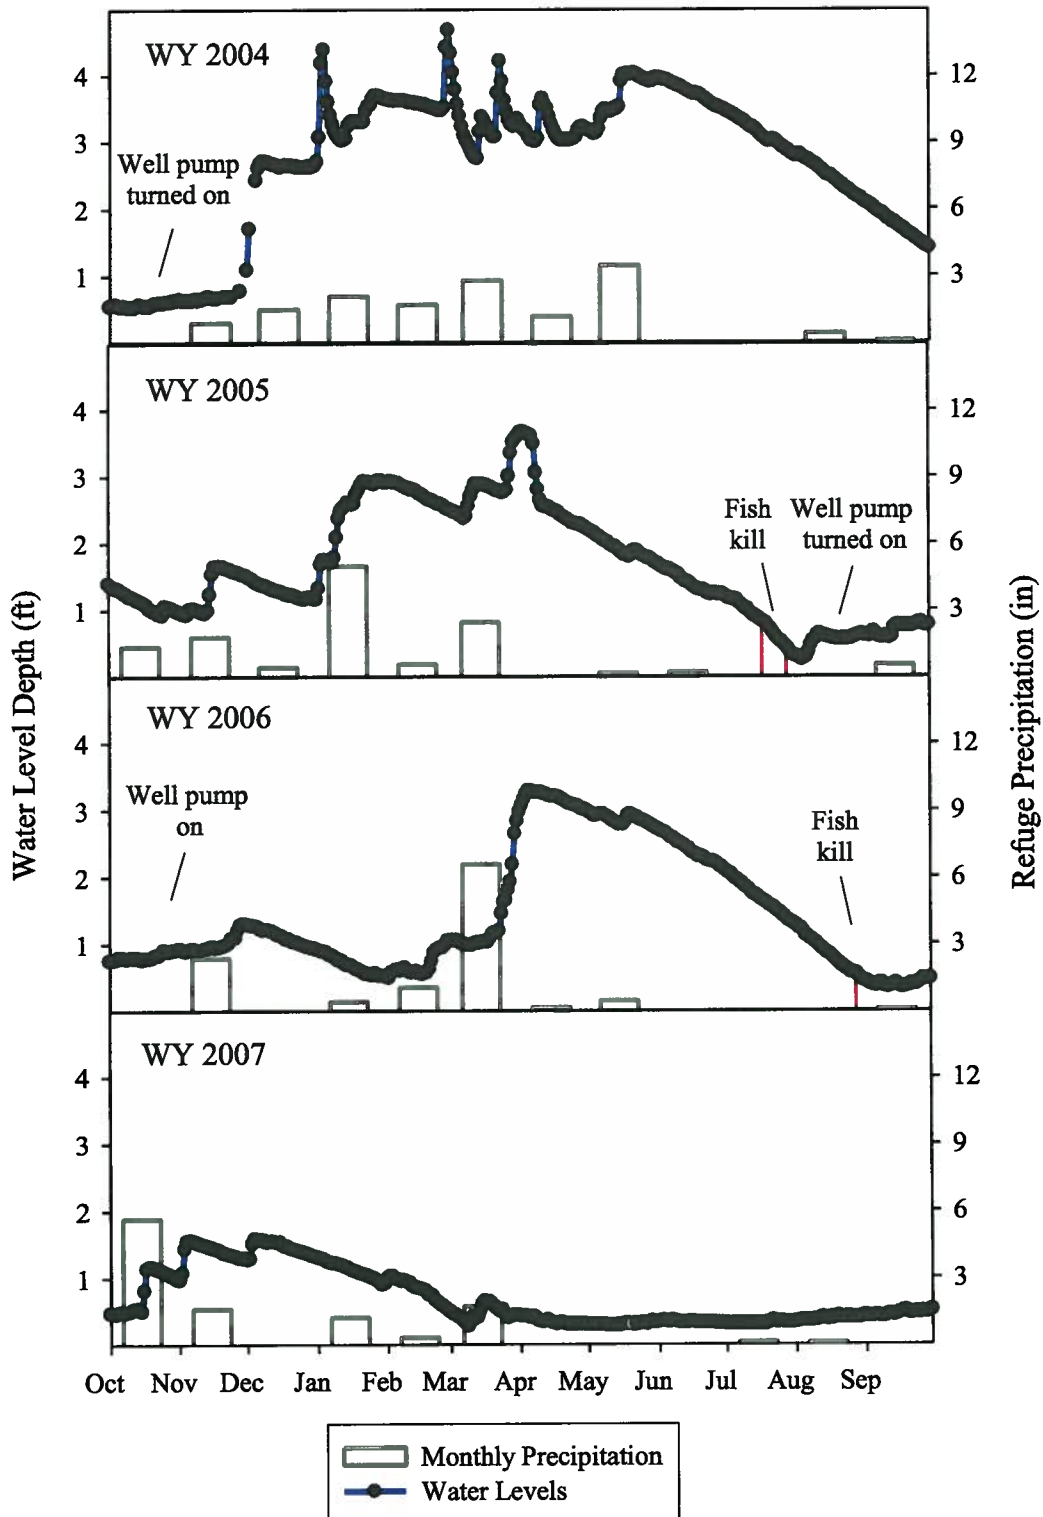 WY 2004
4
3
2
1
12
9
6
3
Well pump
turned on
WY 2005
4
3
2
1
12
9
6
3
Fish
kill
Well pump
turned on
WY 2006
4
3
2
1
12
9
6
3
Well pump
on
Fish
kill
WY 2007
4
3
2
1
12
9
6
3
Water Level Depth (ft)
Refuge Precipitation (in)
Oct Nov Dec Jan Feb Mar Apr May Jun Jul Aug Sep
Monthly Precipitation
Water Levels